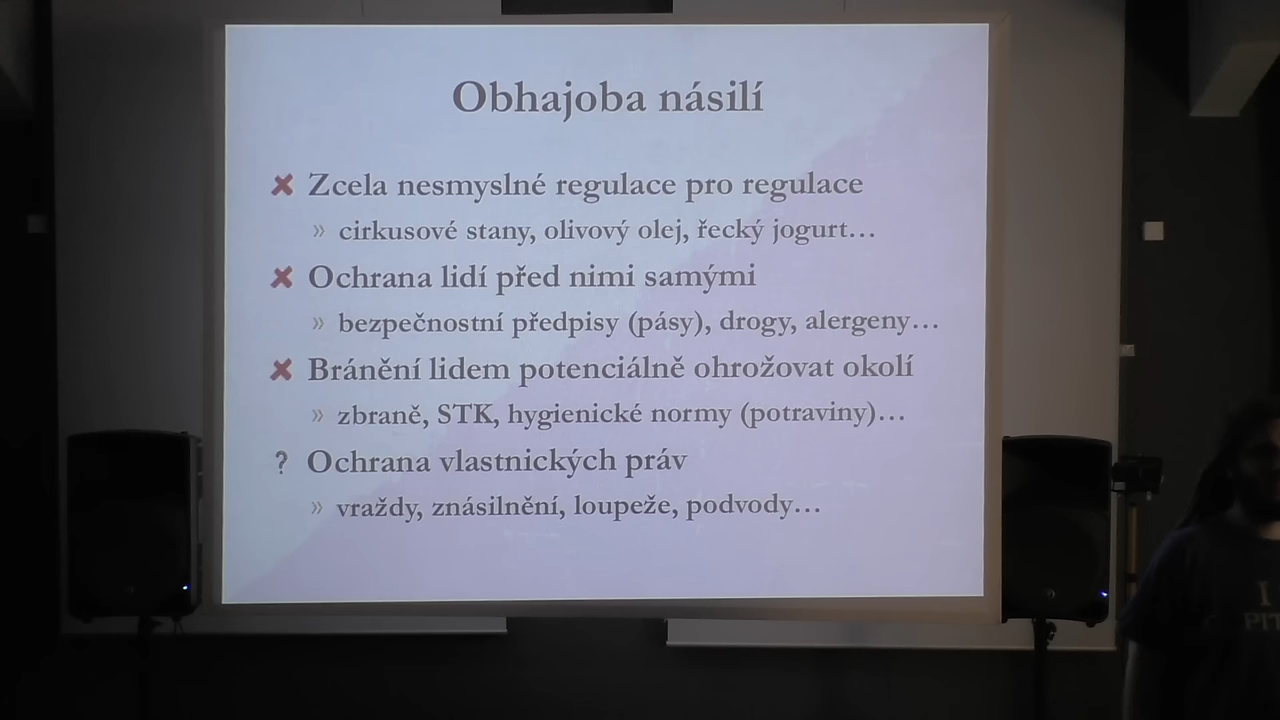 Obhajoba násilí
✘ Zcela nesmyslné regulace pro regulace
» cirkusové stany, olivový olej, řecký jogurt…
✘ Ochrana lidí před nimi samými
» bezpečnostní předpisy (pásy), drogy, alergeny…
✘ Bránění lidem potenciálně ohrožovat okolí
» zbraně, STK, hygienické normy (potraviny)…
? Ochrana vlastnických práv
» vraždy, znásilnění, loupeže, podvody…